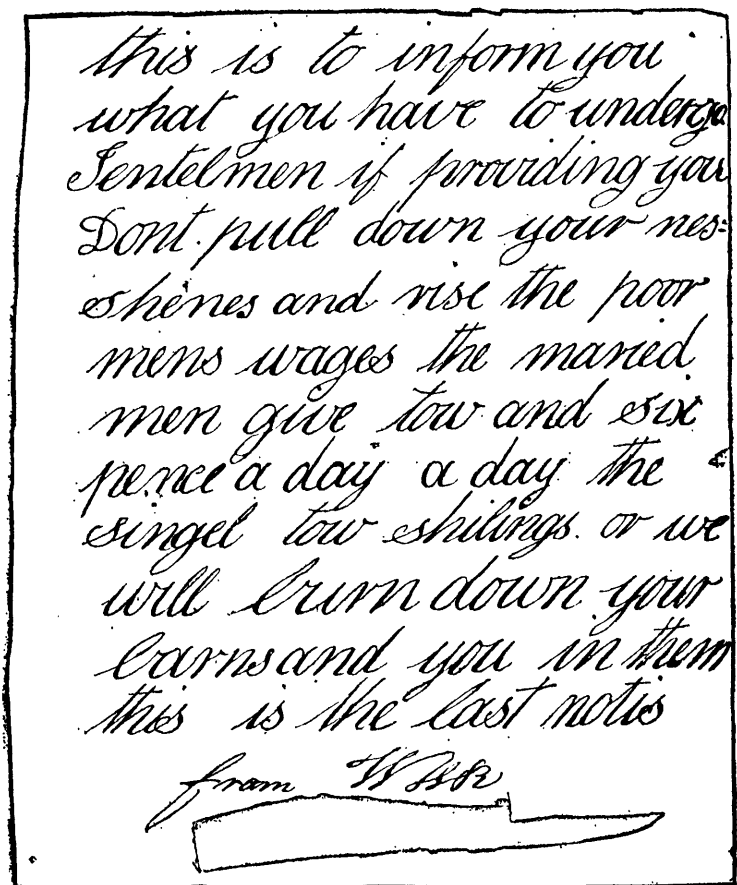 this is to inform you
what you have to undergo
Jentelmen if providing you
Dont. pull down your nes=
shenes and rise the poor
mens wages the maried
men give tow and six
pence a day a day the
singel tow shilings. or we
will burn down your
barns and you in them
this is the last notis
from